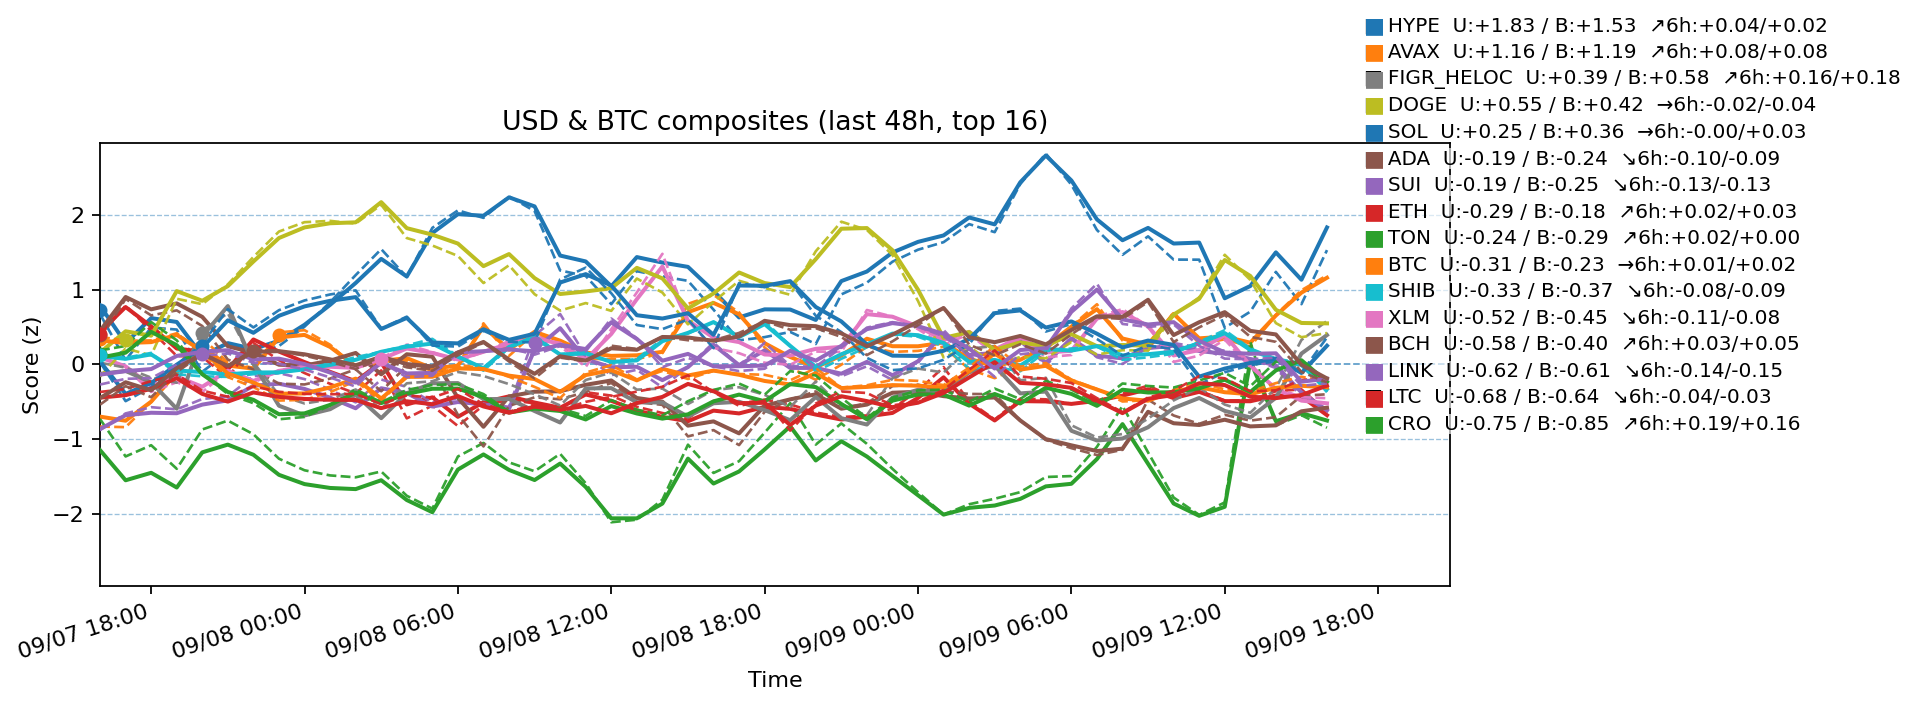 HYPE  U:+1.83 / B:+1.53  ↗6h:+0.04/+0.02
AVAX  U:+1.16 / B:+1.19  ↗6h:+0.08/+0.08
FIGR_HELOC  U:+0.39 / B:+0.58  ↗6h:+0.16/+0.18
DOGE  U:+0.55 / B:+0.42  →6h:-0.02/-0.04
SOL  U:+0.25 / B:+0.36  →6h:-0.00/+0.03
ADA  U:-0.19 / B:-0.24  ↘6h:-0.10/-0.09
SUI  U:-0.19 / B:-0.25  ↘6h:-0.13/-0.13
ETH  U:-0.29 / B:-0.18  ↗6h:+0.02/+0.03
TON  U:-0.24 / B:-0.29  ↗6h:+0.02/+0.00
BTC  U:-0.31 / B:-0.23  →6h:+0.01/+0.02
SHIB  U:-0.33 / B:-0.37  ↘6h:-0.08/-0.09
XLM  U:-0.52 / B:-0.45  ↘6h:-0.11/-0.08
BCH  U:-0.58 / B:-0.40  ↗6h:+0.03/+0.05
LINK  U:-0.62 / B:-0.61  ↘6h:-0.14/-0.15
LTC  U:-0.68 / B:-0.64  ↘6h:-0.04/-0.03
CRO  U:-0.75 / B:-0.85  ↗6h:+0.19/+0.16
USD & BTC composites (last 48h, top 16)
Score (z)
2
1
0
−1
−2
09/07 18:00
09/08 00:00
09/08 06:00
09/08 12:00
09/08 18:00
09/09 00:00
09/09 06:00
09/09 12:00
09/09 18:00
Time